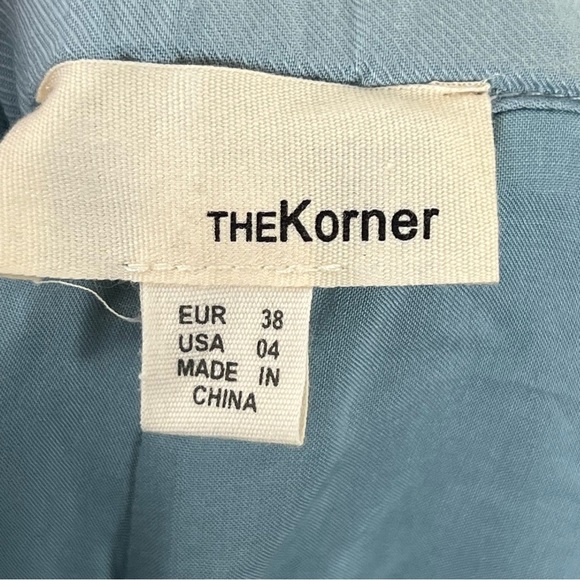 THEKorner
EUR 38
USA 04
MADE IN
CHINA